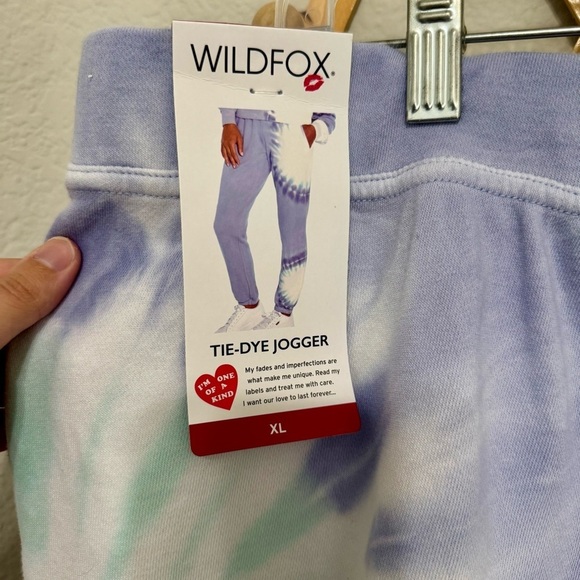 WILDFOX®
TIE-DYE JOGGER
I'M ONE
OF A
KIND
My fades and imperfections are
what make me unique. Read my
labels and treat me with care.
I want our love to last forever...
XL